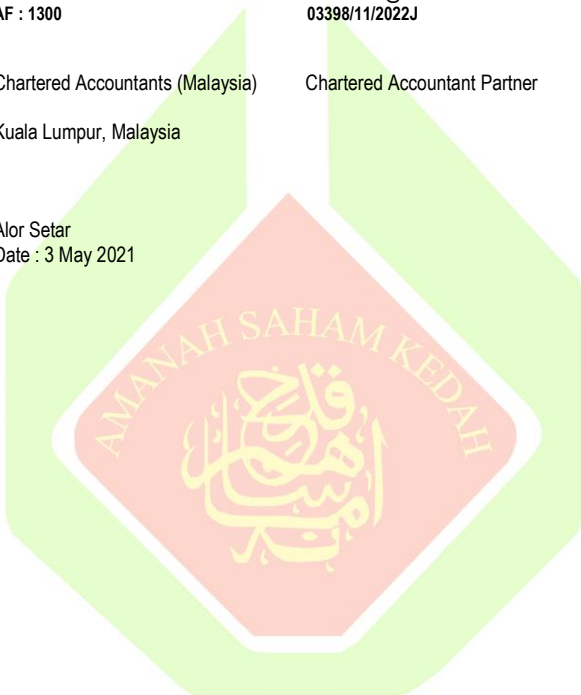 AF : 1300 03398/11/2022J
Chartered Accountants (Malaysia) Chartered Accountant Partner
Kuala Lumpur, Malaysia
Alor Setar
Date : 3 May 2021
AMANAH SAHAM KEDAH